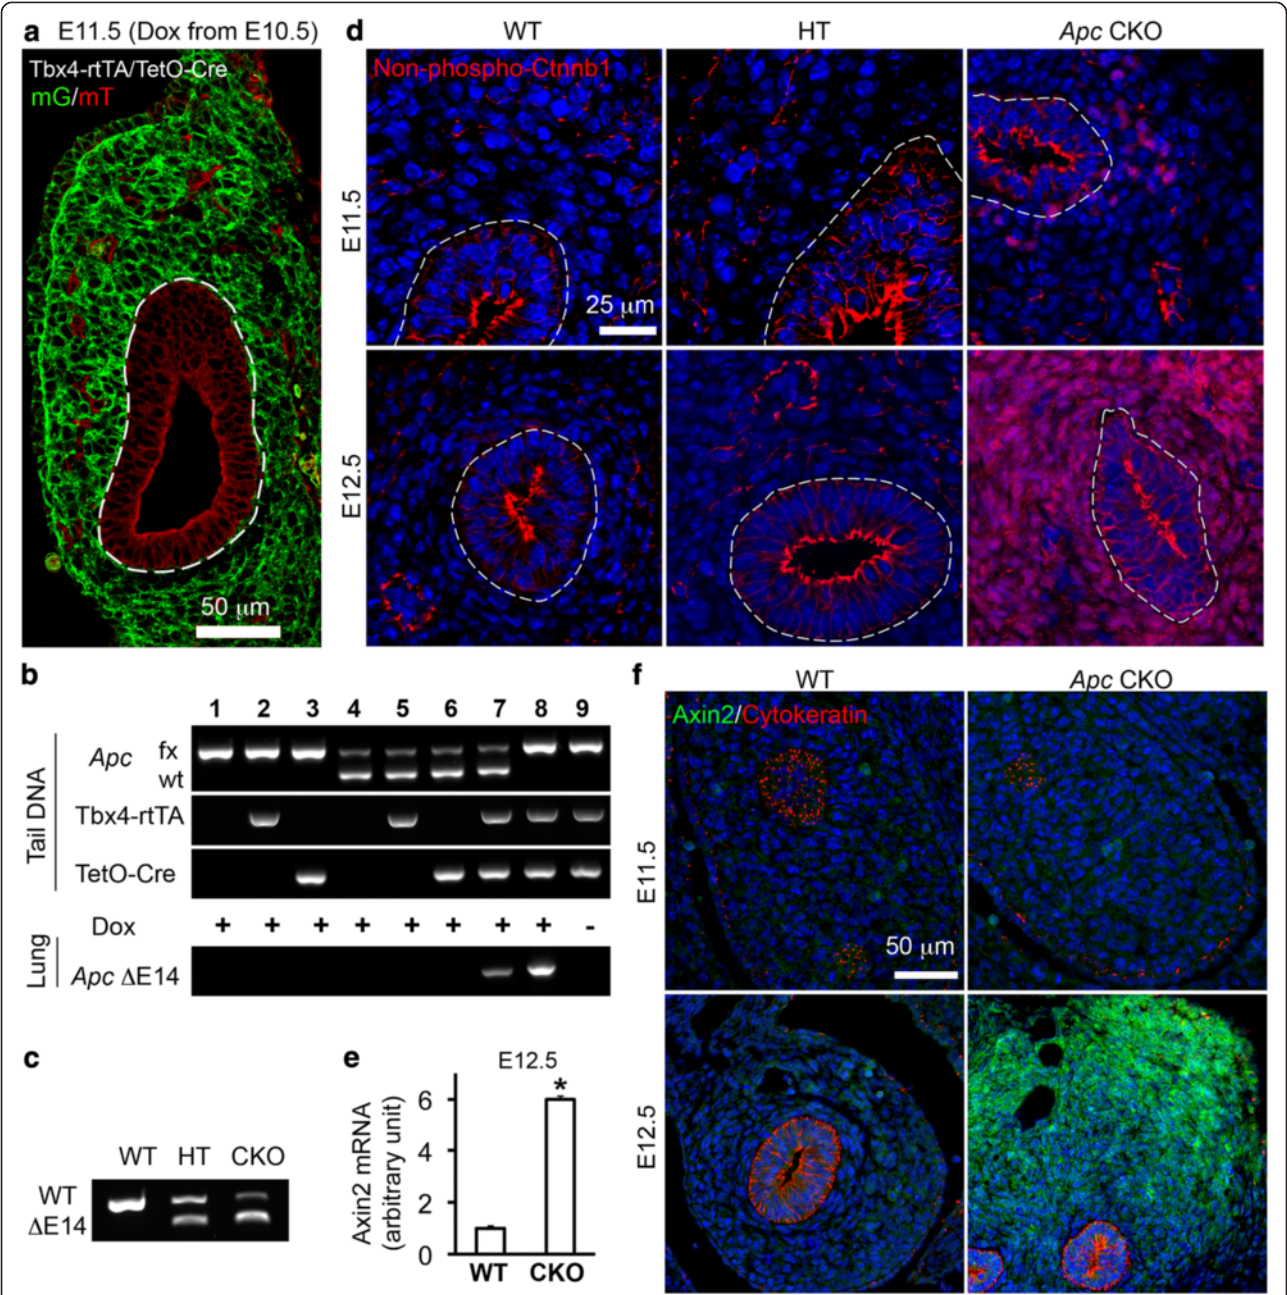 a E11.5 (Dox from E10.5)
Tbx4-rtTA/TetO-Cre
mG/mT
50 μm
d WT HT Apc CKO
Non-phospho-Ctnnb1
E11.5
25 μm
E12.5
b
1 2 3 4 5 6 7 8 9
Tail DNA
Apc fx
wt
Tbx4-rtTA
TetO-Cre
Dox + + + + + + + + -
Lung
Apc ΔE14
c
WT HT CKO
WT
ΔE14
e E12.5
Axin2 mRNA
(arbitrary unit)
6
4
2
0
*
WT CKO
f WT Apc CKO
Axin2/Cytokeratin
E11.5
50 μm
E12.5